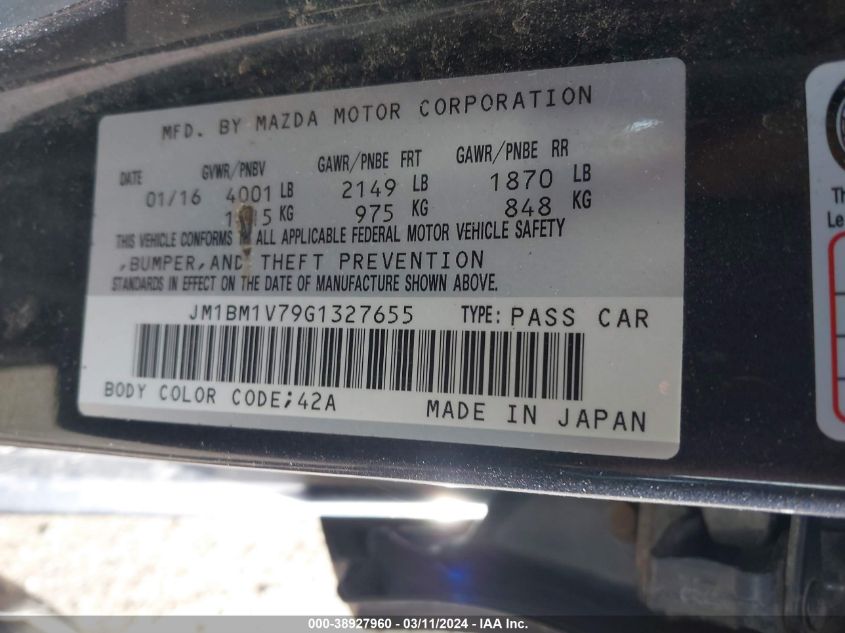 MFD. BY MAZDA MOTOR CORPORATION
DATE GVWR/PNBV GAWR/PNBE FRT GAWR/PNBE RR
01/16 4001 LB 2149 LB 1870 LB
KG 975 KG 848 KG
THIS VEHICLE CONFORMS ALL APPLICABLE FEDERAL MOTOR VEHICLE SAFETY
,BUMPER,AND THEFT PREVENTION
STANDARDS IN EFFECT ON THE DATE OF MANUFACTURE SHOWN ABOVE.
JM1BM1V79G1327655 TYPE: PASS CAR
BODY COLOR CODE;42A MADE IN JAPAN
000-38927960 - 03/11/2024 - IAA Inc.